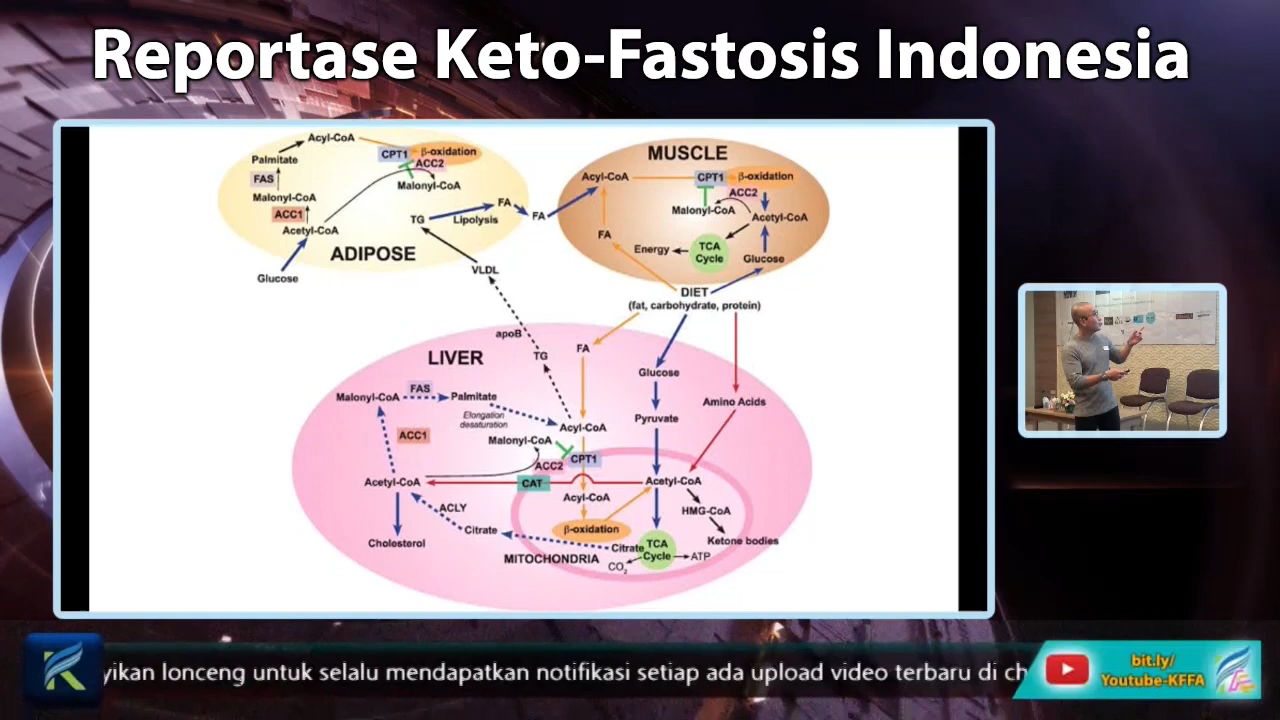 Reportase Keto-Fastosis Indonesia
Acyl-CoA
Palmitate
CPT1
β-oxidation
ACC2
FAS
Malonyl-CoA
Malonyl-CoA
ACC1
Acetyl-CoA
TG
Lipolysis
FA
FA
ADIPOSE
Glucose
MUSCLE
Acyl-CoA
CPT1
β-oxidation
ACC2
Malonyl-CoA
Acetyl-CoA
FA
Energy
TCA
Cycle
Glucose
VLDL
DIET
(fat, carbohydrate, protein)
apoB
TG
LIVER
FA
Glucose
Amino Acids
Malonyl-CoA
FAS
Palmitate
Elongation
desaturation
Pyruvate
Acyl-CoA
ACC1
Malonyl-CoA
CPT1
ACC2
Acetyl-CoA
CAT
Acetyl-CoA
Acyl-CoA
HMG-CoA
ACLY
Citrate
β-oxidation
Ketone bodies
Cholesterol
Citrate
TCA
Cycle
ATP
MITOCHONDRIA
CO2
yikan lonceng untuk selalu mendapatkan notifikasi setiap ada upload video terbaru di ch
bit.ly/
Youtube-KFFA